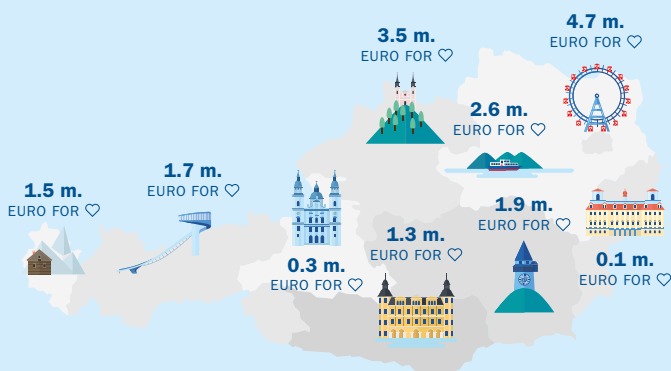 4.7 m.
EURO FOR ♡
3.5 m.
EURO FOR ♡
2.6 m.
EURO FOR ♡
1.7 m.
EURO FOR ♡
1.5 m.
EURO FOR ♡
1.9 m.
EURO FOR ♡
1.3 m.
EURO FOR ♡
0.3 m.
EURO FOR ♡
0.1 m.
EURO FOR ♡